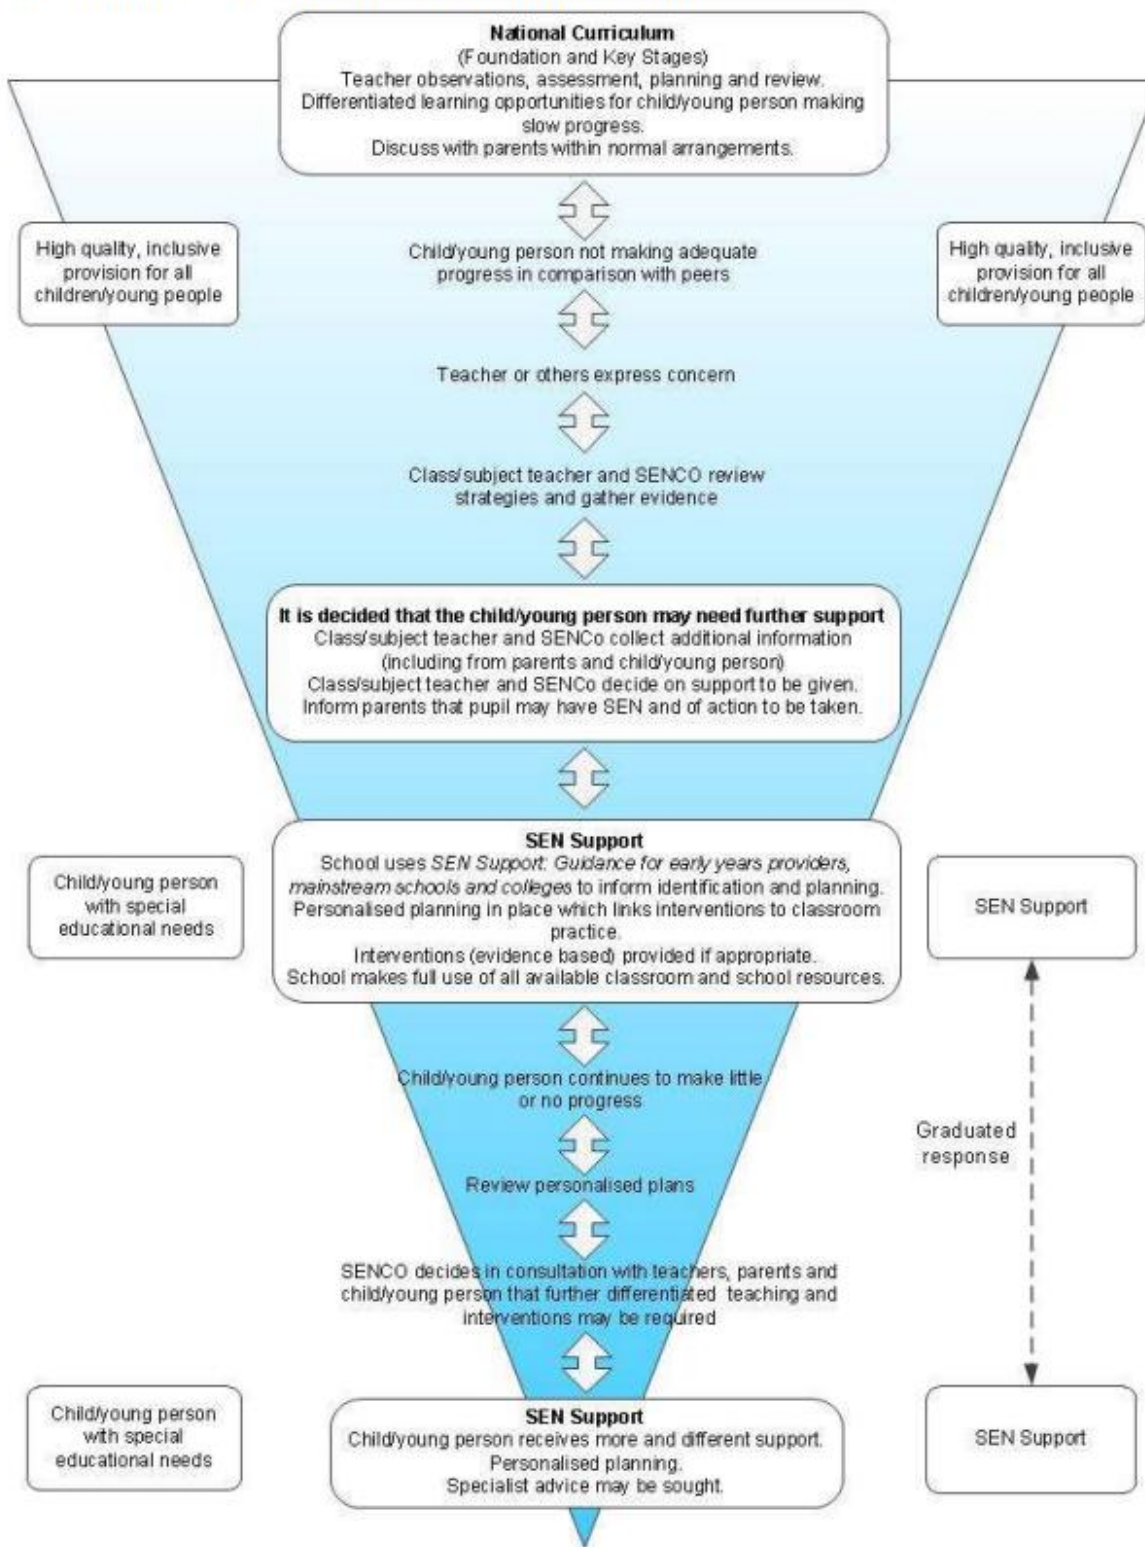 National Curriculum
(Foundation and Key Stages)
Teacher observations, assessment, planning and review.
Differentiated learning opportunities for child/young person making
slow progress.
Discuss with parents within normal arrangements.
High quality, inclusive
provision for all
children/young people
Child/young person not making adequate
progress in comparison with peers
High quality, inclusive
provision for all
children/young people
Teacher or others express concern
Class/subject teacher and SENCO review
strategies and gather evidence
It is decided that the child/young person may need further support
Class/subject teacher and SENCo collect additional information
(including from parents and child/young person)
Class/subject teacher and SENCo decide on support to be given.
Inform parents that pupil may have SEN and of action to be taken.
Child/young person
with special
educational needs
SEN Support
School uses SEN Support: Guidance for early years providers,
mainstream schools and colleges to inform identification and planning.
Personalised planning in place which links interventions to classroom
practice.
Interventions (evidence based) provided if appropriate.
School makes full use of all available classroom and school resources.
SEN Support
Child/young person continues to make little
or no progress
Graduated
response
Review personalised plans
SENCO decides in consultation with teachers, parents and
child/young person that further differentiated teaching and
interventions may be required
Child/young person
with special
educational needs
SEN Support
Child/young person receives more and different support.
Personalised planning.
Specialist advice may be sought.
SEN Support